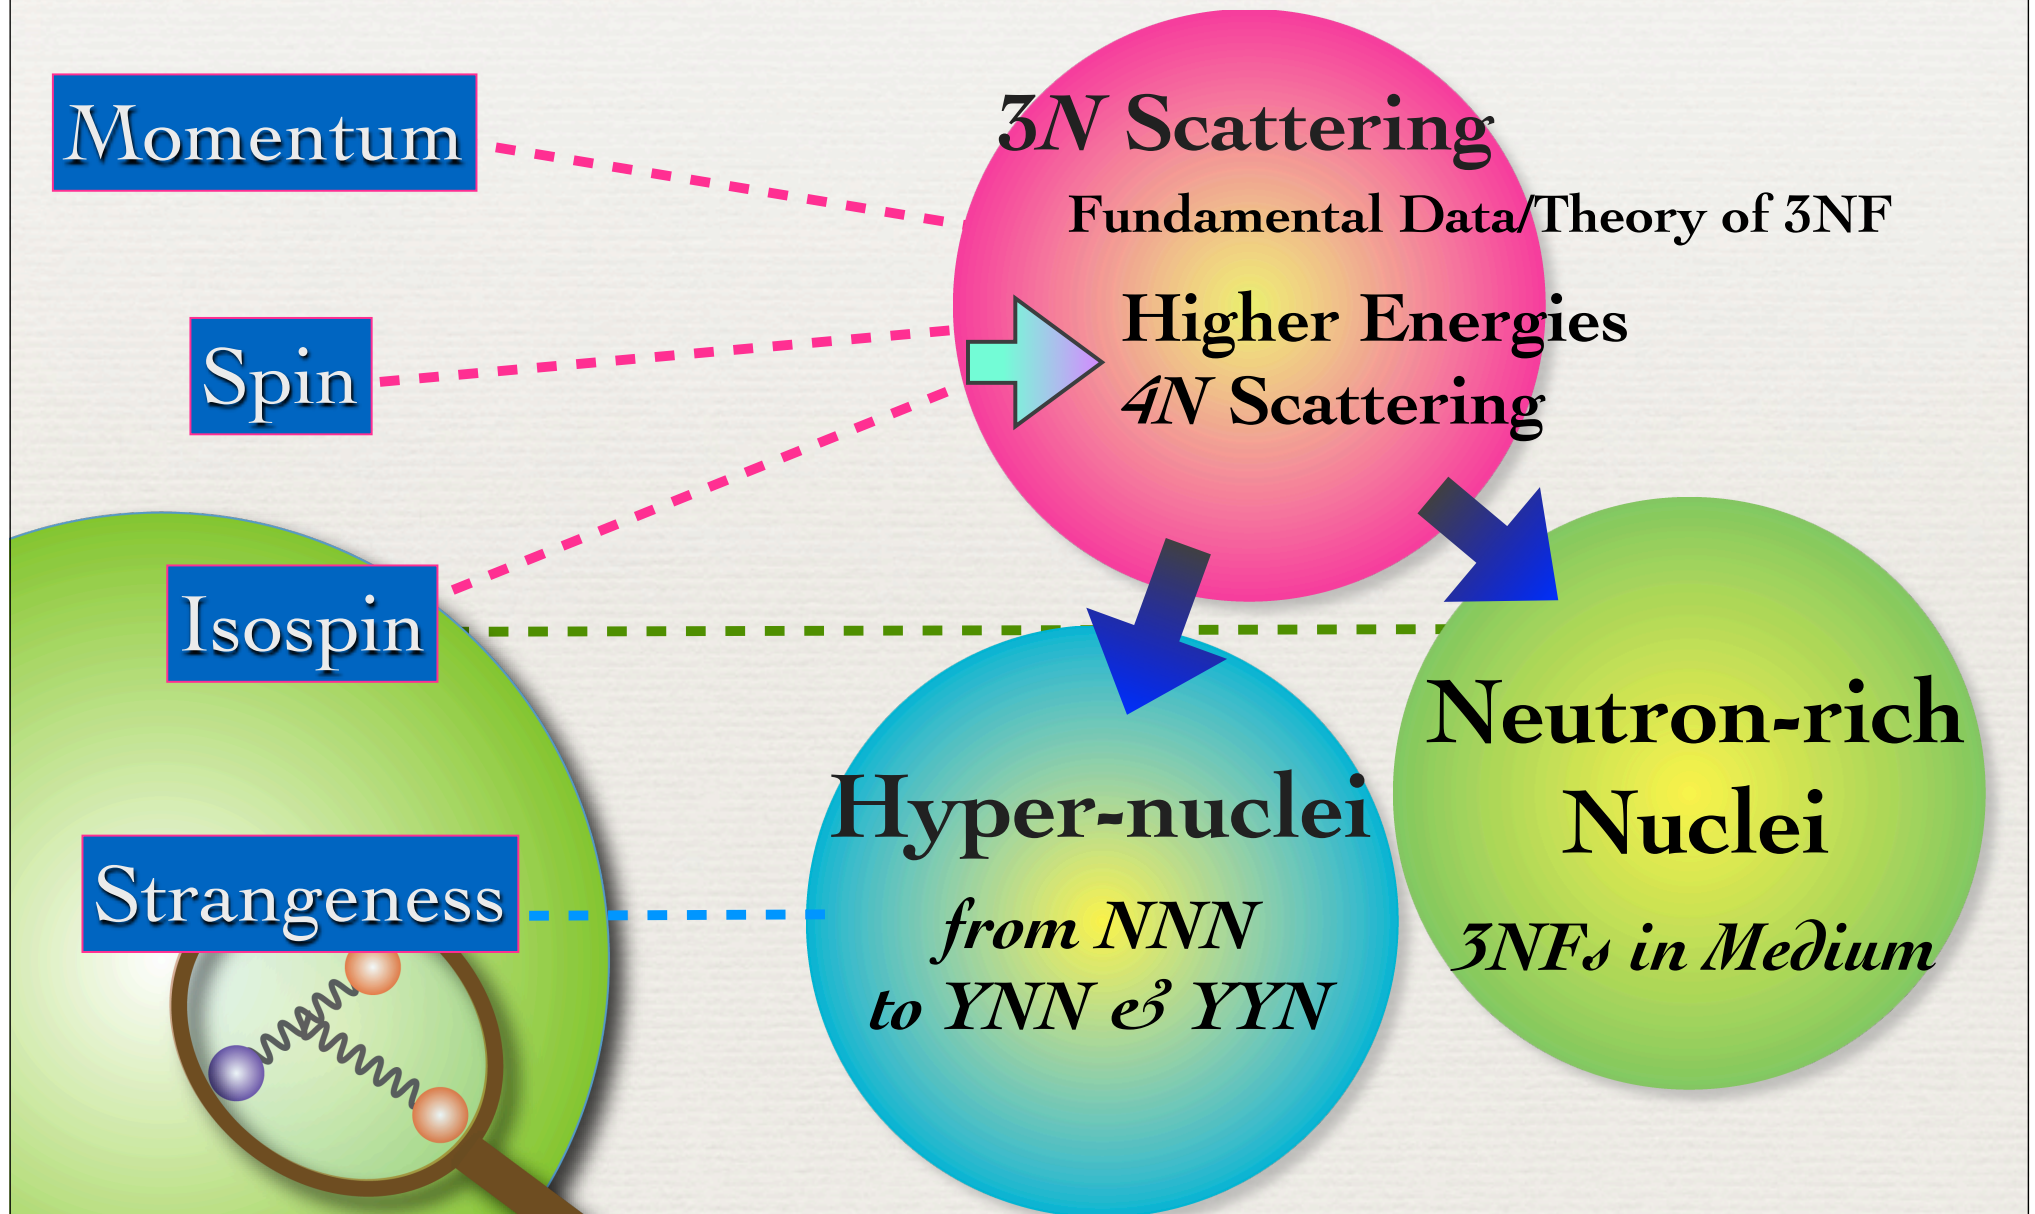 Momentum
Spin
Isospin
Strangeness
3N Scattering
Fundamental Data/Theory of 3NF
Higher Energies
4N Scattering
Hyper-nuclei
from NNN
to YNN & YYN
Neutron-rich
Nuclei
3NFs in Medium